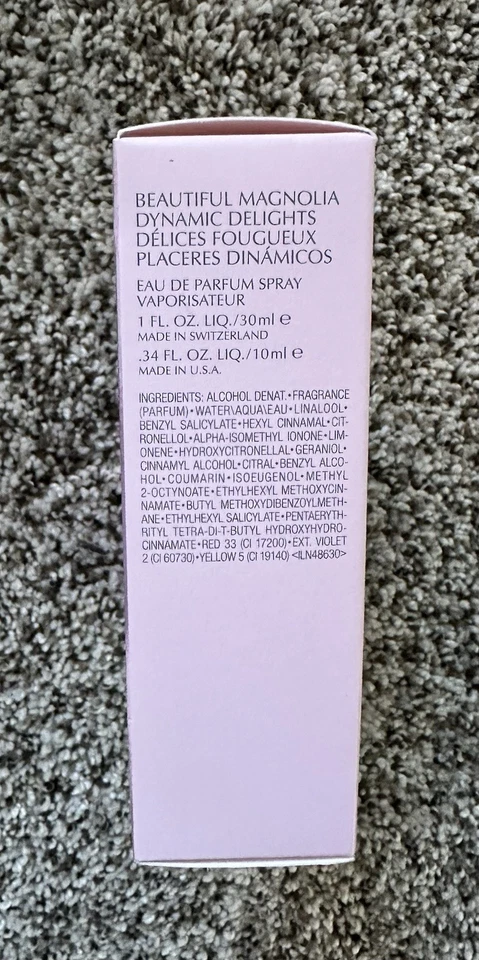 BEAUTIFUL MAGNOLIA
DYNAMIC DELIGHTS
DÉLICES FOUGUEUX
PLACERES DINÁMICOS
EAU DE PARFUM SPRAY
VAPORISATEUR
1 FL. OZ. LIQ./30ml e
MADE IN SWITZERLAND
.34 FL. OZ. LIQ./10ml e
MADE IN U.S.A.
INGREDIENTS: ALCOHOL DENAT.•FRAGRANCE
(PARFUM)•WATER\AQUA\EAU•LINALOOL•
BENZYL SALICYLATE•HEXYL CINNAMAL•CIT-
RONELLOL•ALPHA-ISOMETHYL IONONE•LIM-
ONENE•HYDROXYCITRONELLAL•GERANIOL•
CINNAMYL ALCOHOL•CITRAL•BENZYL ALCO-
HOL•COUMARIN•ISOEUGENOL•METHYL
2-OCTYNOATE•ETHYLHEXYL METHOXYCIN-
NAMATE•BUTYL METHOXYDIBENZOYLMETH-
ANE•ETHYLHEXYL SALICYLATE•PENTAERYTH-
RITYL TETRA-DI-T-BUTYL HYDROXYHYDRO-
CINNAMATE•RED 33 (CI 17200)•EXT. VIOLET
2 (CI 60730)•YELLOW 5 (CI 19140) <ILN48630>